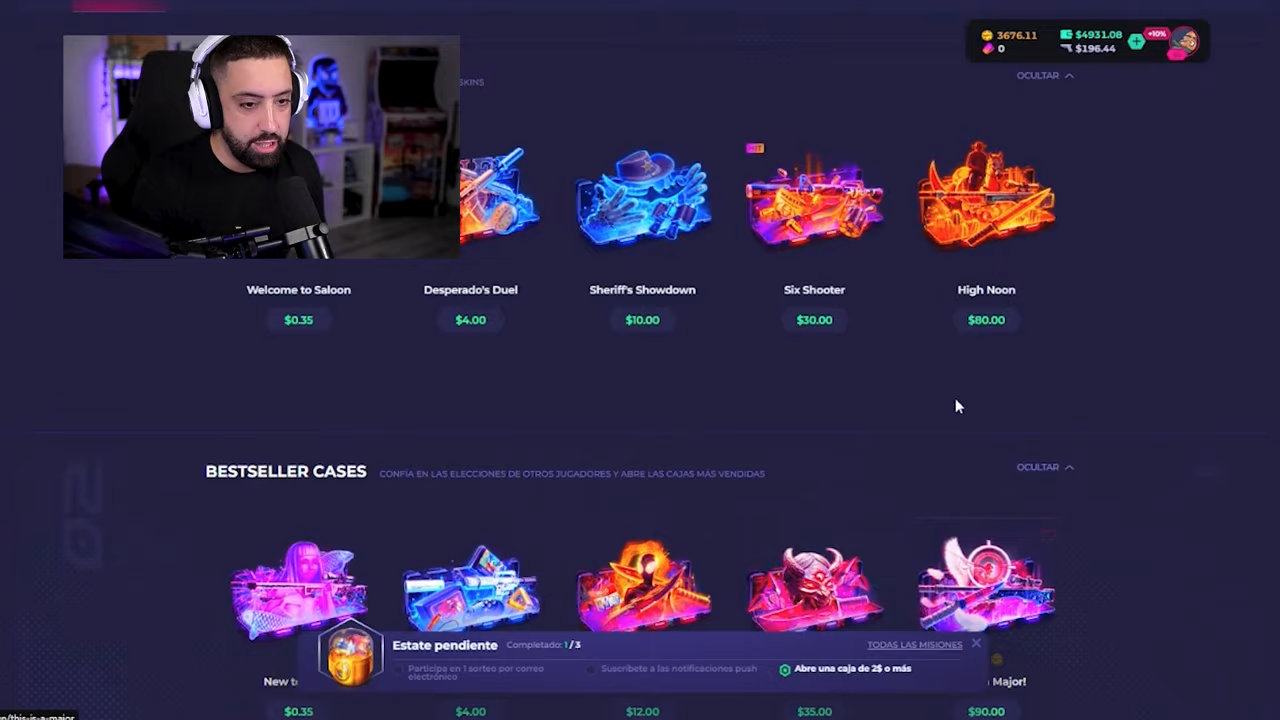 3676.11
$4931.08
+10%
0
$196.44
SKINS
OCULTAR
HIT
Welcome to Saloon
Desperado's Duel
Sheriff's Showdown
Six Shooter
High Noon
$0.35
$4.00
$10.00
$30.00
$80.00
BESTSELLER CASES
CONFÍA EN LAS ELECCIONES DE OTROS JUGADORES Y ABRE LAS CAJAS MÁS VENDIDAS
OCULTAR
02
Estate pendiente
Completado: 1/3
TODAS LAS MISIONES
Participa en 1 sorteo por correo
electrónico
Suscríbete a las notificaciones push
Abre una caja de 2$ o más
Major!
$0.35
$4.00
$12.00
$35.00
$90.00